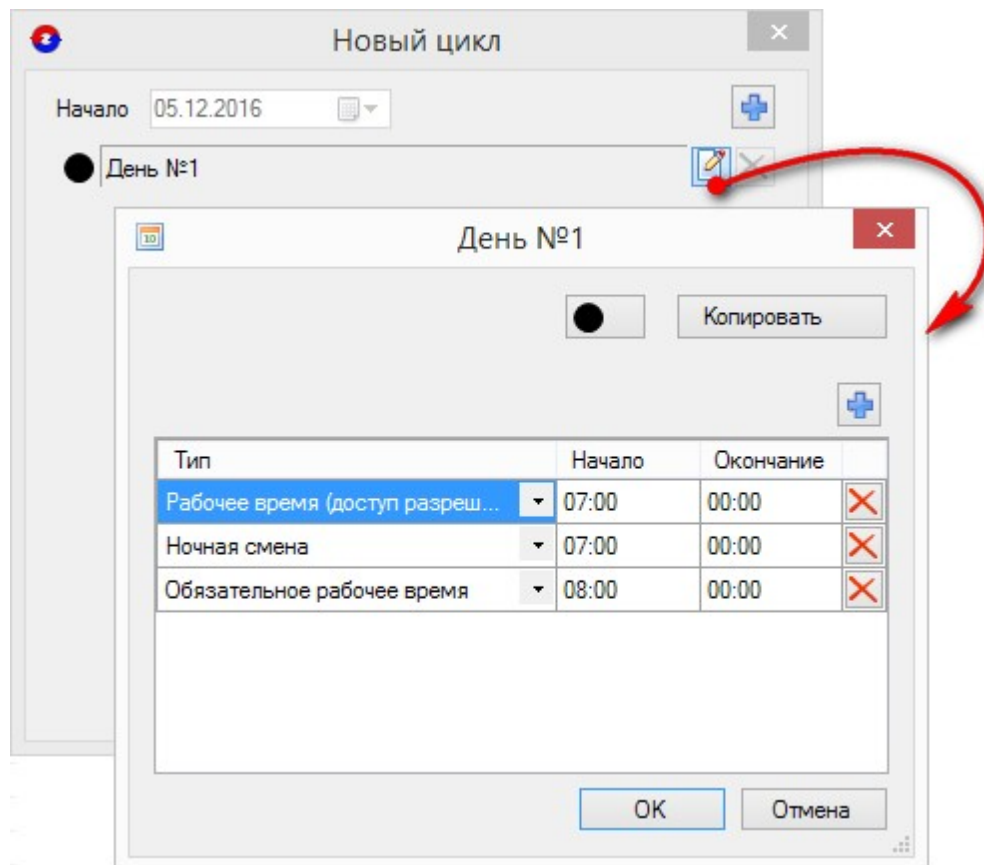 Новый цикл
Начало 05.12.2016
День №1
День №1
Копировать
Тип Начало Окончание
Рабочее время (доступ разреш... 07:00 00:00
Ночная смена 07:00 00:00
Обязательное рабочее время 08:00 00:00
OK Отмена